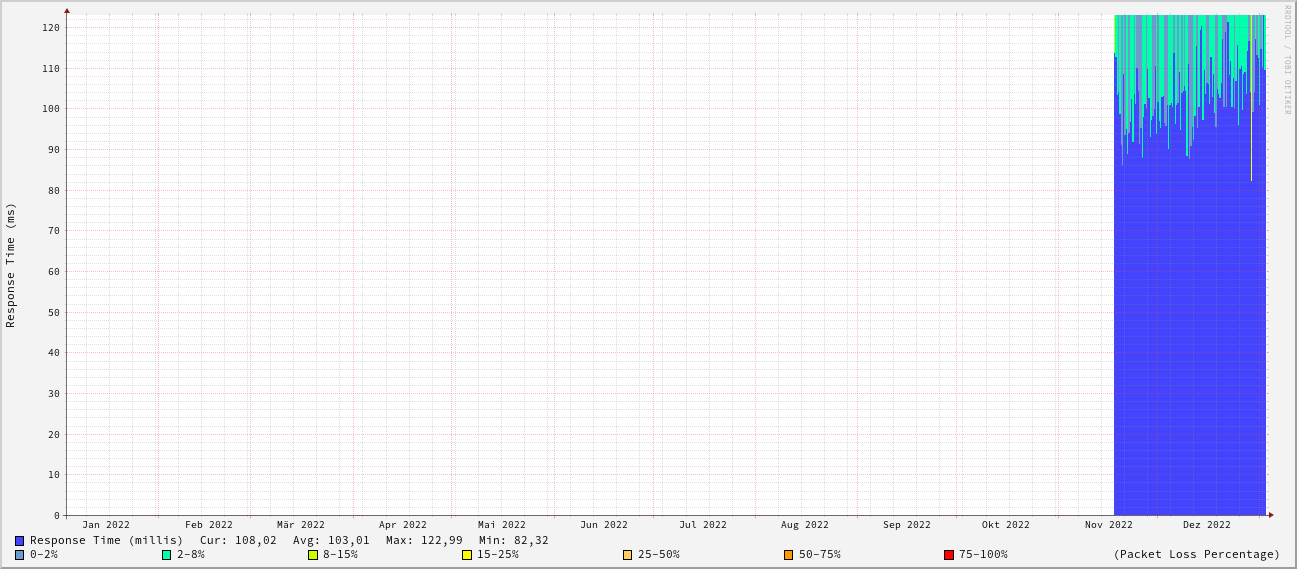 RRDTOOL / TOBI OETIKER
Response Time (ms)
120
110
100
90
80
70
60
50
40
30
20
10
0
Jan 2022 Feb 2022 Mär 2022 Apr 2022 Mai 2022 Jun 2022 Jul 2022 Aug 2022 Sep 2022 Okt 2022 Nov 2022 Dez 2022
Response Time (millis) Cur: 108,02 Avg: 103,01 Max: 122,99 Min: 82,32
0-2% 2-8% 8-15% 15-25% 25-50% 50-75% 75-100% (Packet Loss Percentage)